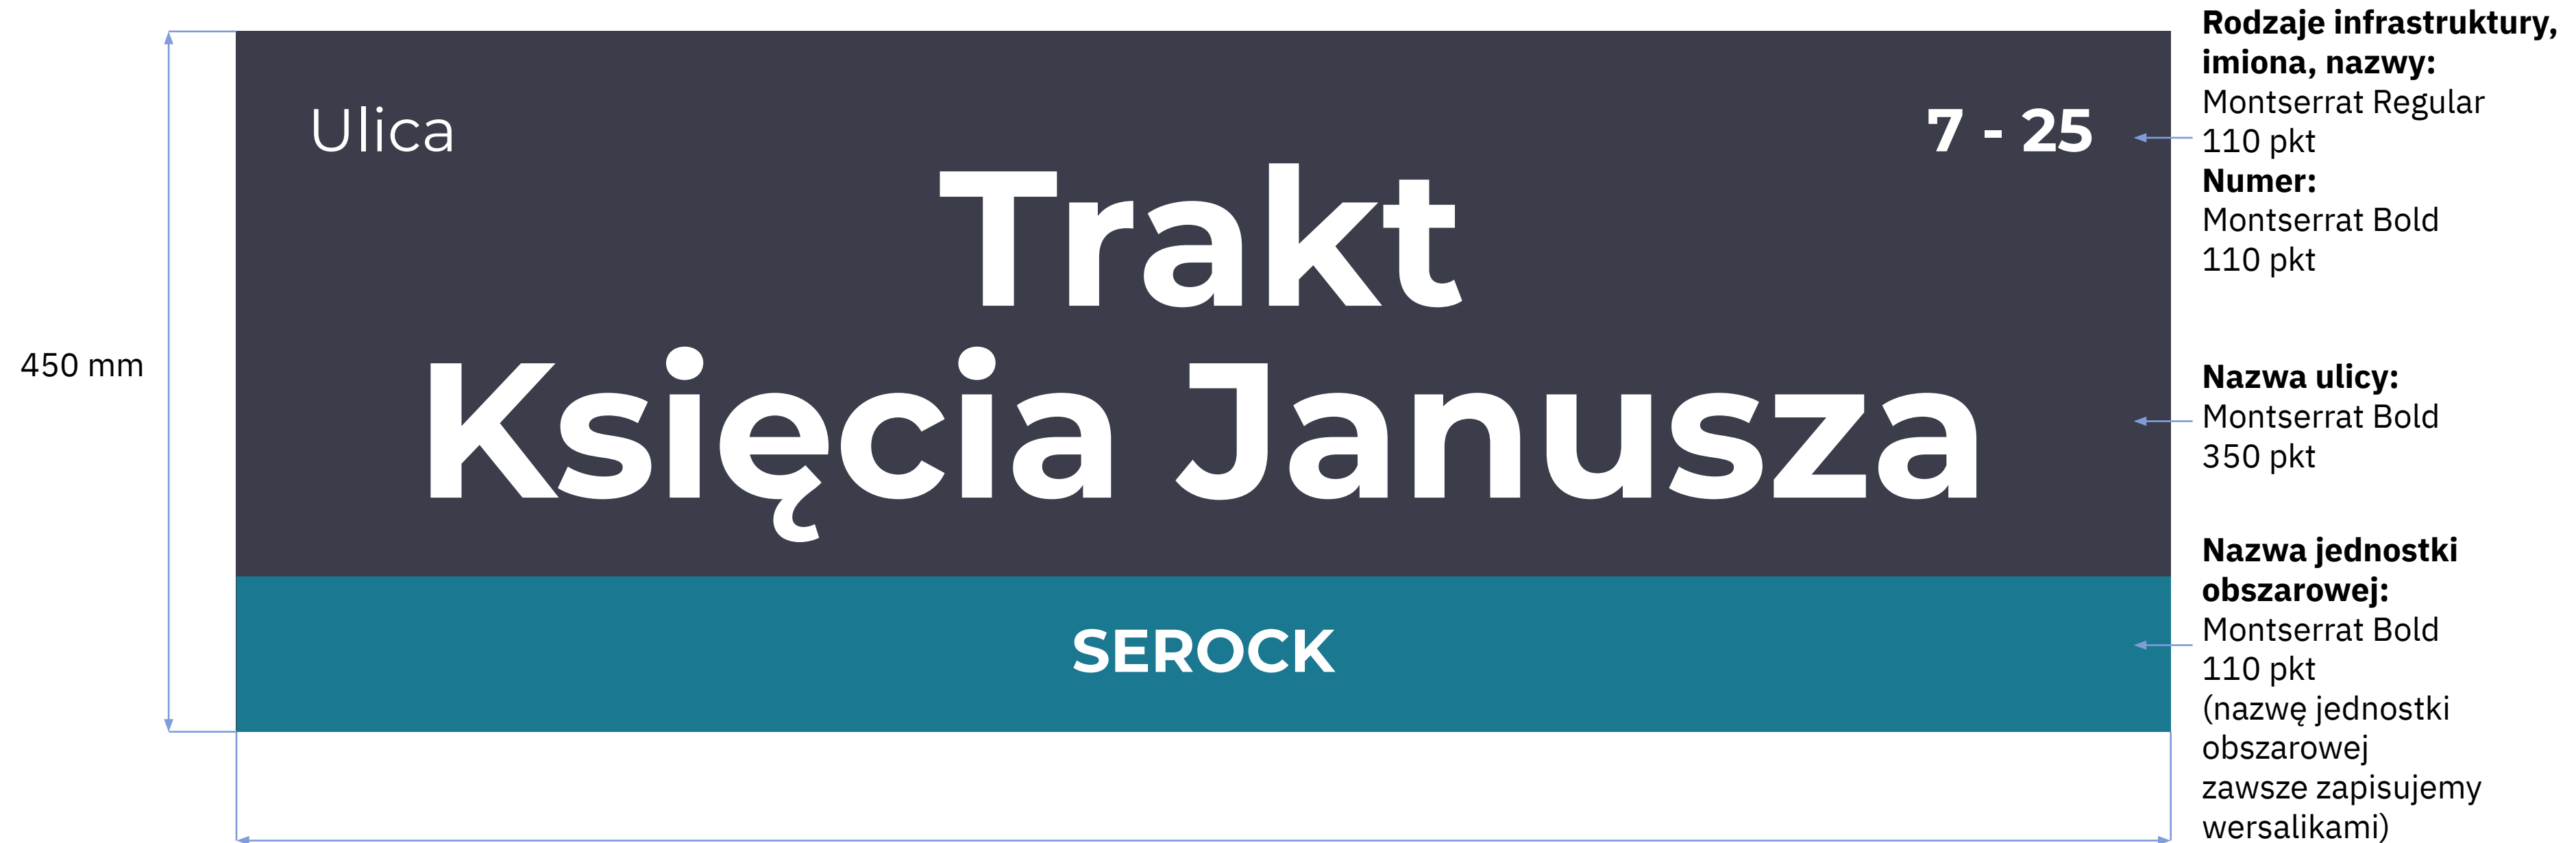 450 mm
Ulica
7 - 25
Trakt
Księcia Janusza
SEROCK
Rodzaje infrastruktury,
imiona, nazwy:
Montserrat Regular
110 pkt
Numer:
Montserrat Bold
110 pkt
Nazwa ulicy:
Montserrat Bold
350 pkt
Nazwa jednostki
obszarowej:
Montserrat Bold
110 pkt
(nazwę jednostki
obszarowej
zawsze zapisujemy
wersalikami)